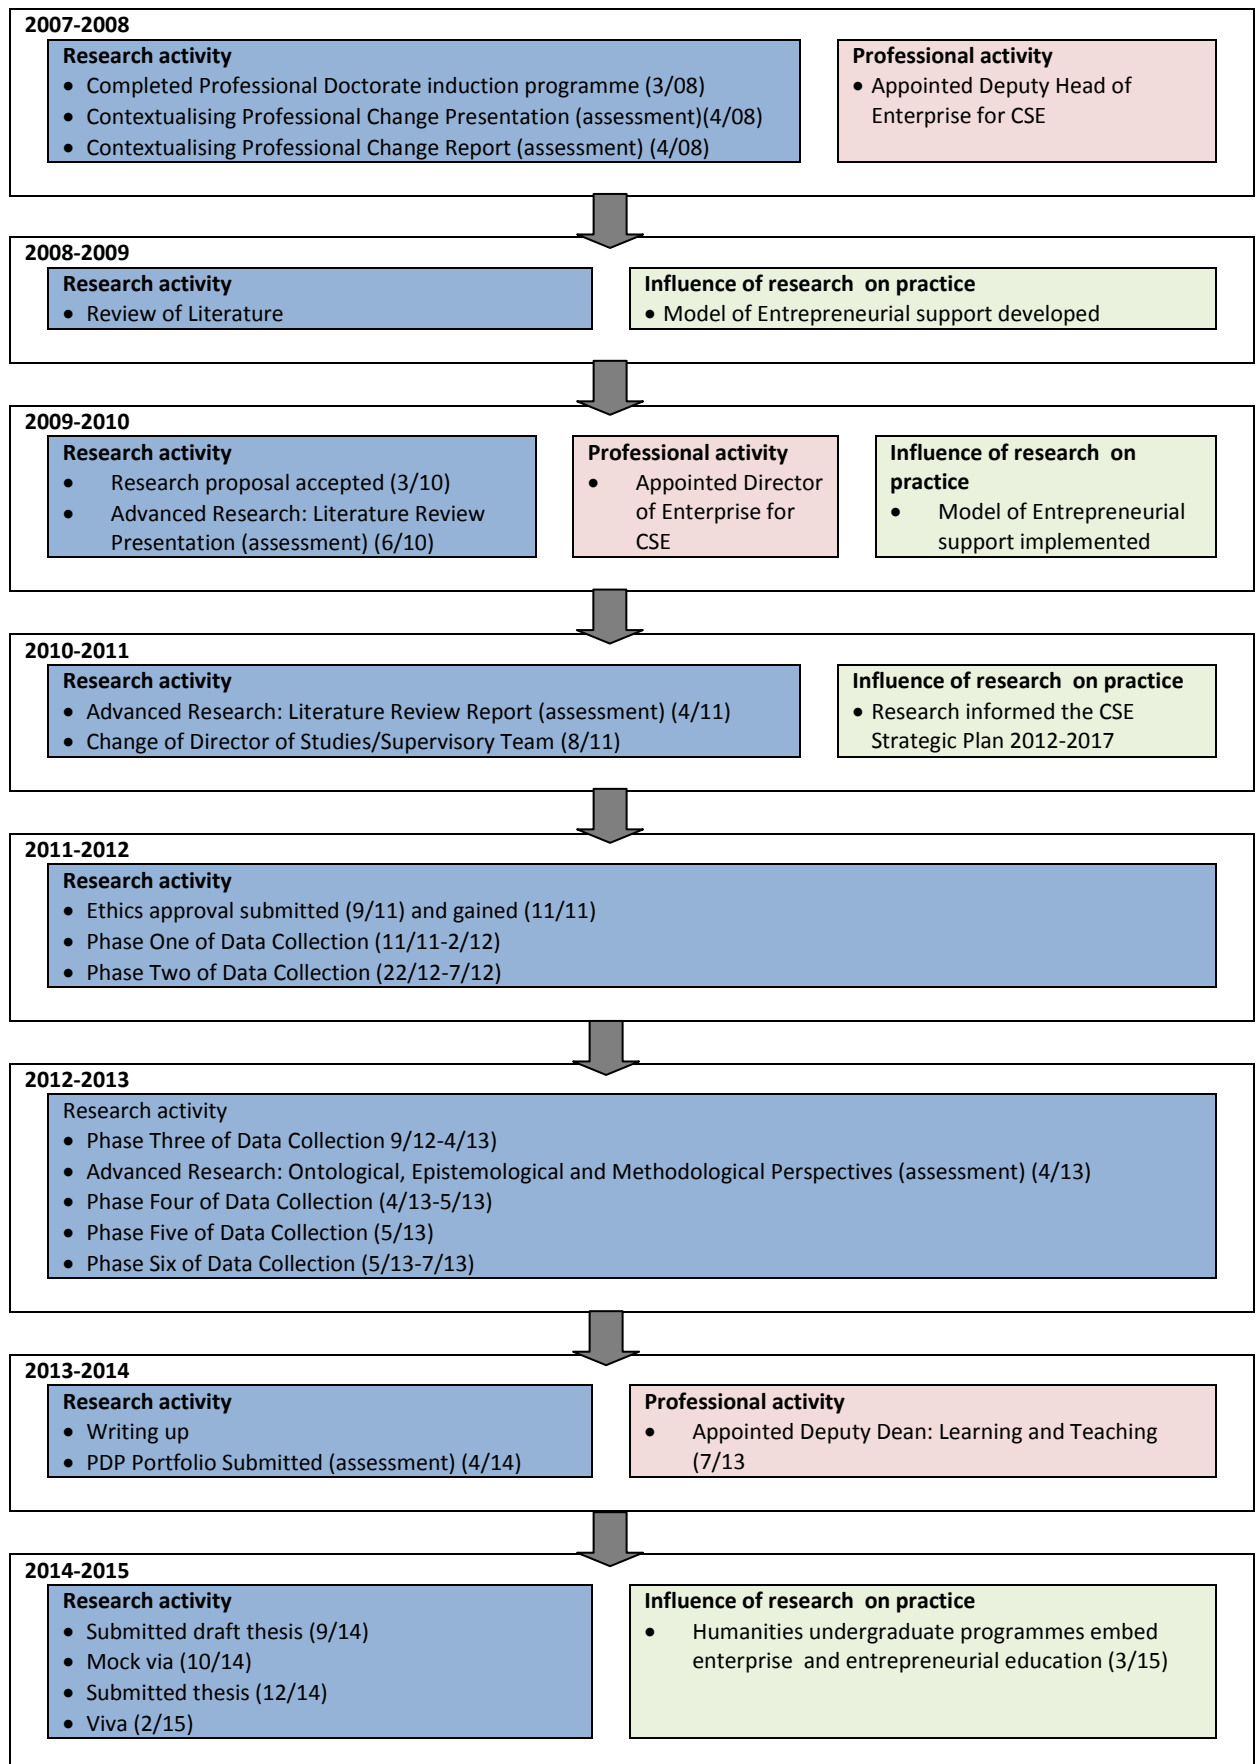 2007-2008
Research activity
• Completed Professional Doctorate induction programme (3/08)
• Contextualising Professional Change Presentation (assessment)(4/08)
• Contextualising Professional Change Report (assessment) (4/08)
Professional activity
• Appointed Deputy Head of
Enterprise for CSE
2008-2009
Research activity
• Review of Literature
Influence of research on practice
• Model of Entrepreneurial support developed
2009-2010
Research activity
• Research proposal accepted (3/10)
• Advanced Research: Literature Review
Presentation (assessment) (6/10)
Professional activity
• Appointed Director
of Enterprise for
CSE
Influence of research on
practice
• Model of Entrepreneurial
support implemented
2010-2011
Research activity
• Advanced Research: Literature Review Report (assessment) (4/11)
• Change of Director of Studies/Supervisory Team (8/11)
Influence of research on practice
• Research informed the CSE
Strategic Plan 2012-2017
2011-2012
Research activity
• Ethics approval submitted (9/11) and gained (11/11)
• Phase One of Data Collection (11/11-2/12)
• Phase Two of Data Collection (22/12-7/12)
2012-2013
Research activity
• Phase Three of Data Collection 9/12-4/13)
• Advanced Research: Ontological, Epistemological and Methodological Perspectives (assessment) (4/13)
• Phase Four of Data Collection (4/13-5/13)
• Phase Five of Data Collection (5/13)
• Phase Six of Data Collection (5/13-7/13)
2013-2014
Research activity
• Writing up
• PDP Portfolio Submitted (assessment) (4/14)
Professional activity
• Appointed Deputy Dean: Learning and Teaching
(7/13
2014-2015
Research activity
• Submitted draft thesis (9/14)
• Mock via (10/14)
• Submitted thesis (12/14)
• Viva (2/15)
Influence of research on practice
• Humanities undergraduate programmes embed
enterprise and entrepreneurial education (3/15)